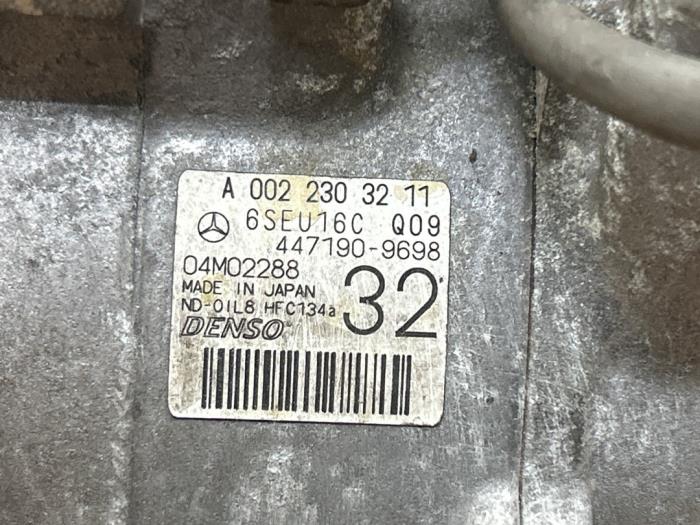 A 002 230 32 11
6SEU16C Q09
447190-9698
04M02288
32
MADE IN JAPAN
ND-OIL8 HFC134a
DENSO